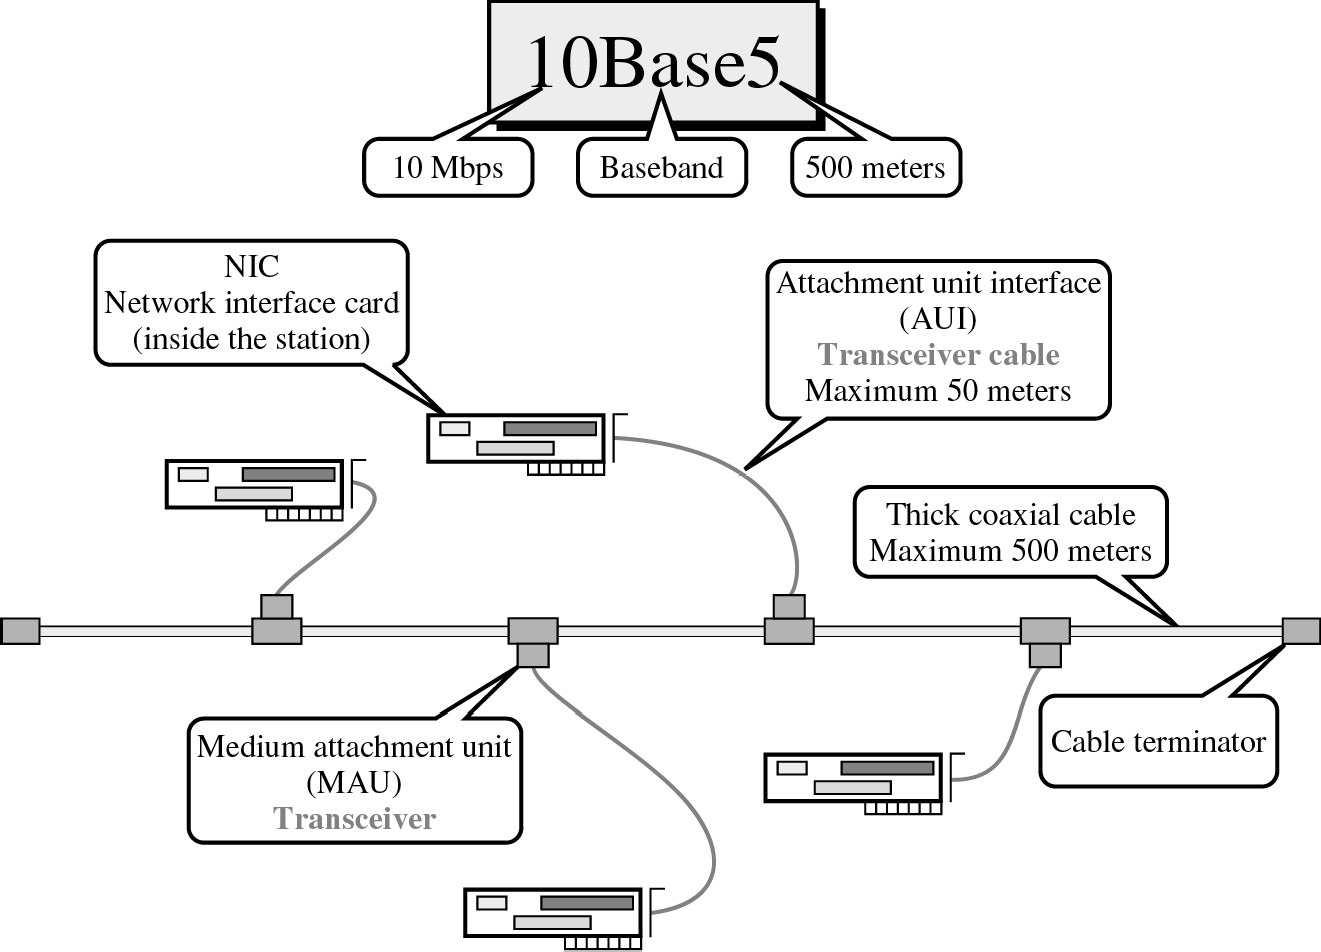 10Base5
10 Mbps
Baseband
500 meters
NIC
Network interface card
(inside the station)
Attachment unit interface
(AUI)
Transceiver cable
Maximum 50 meters
Thick coaxial cable
Maximum 500 meters
Medium attachment unit
(MAU)
Transceiver
Cable terminator